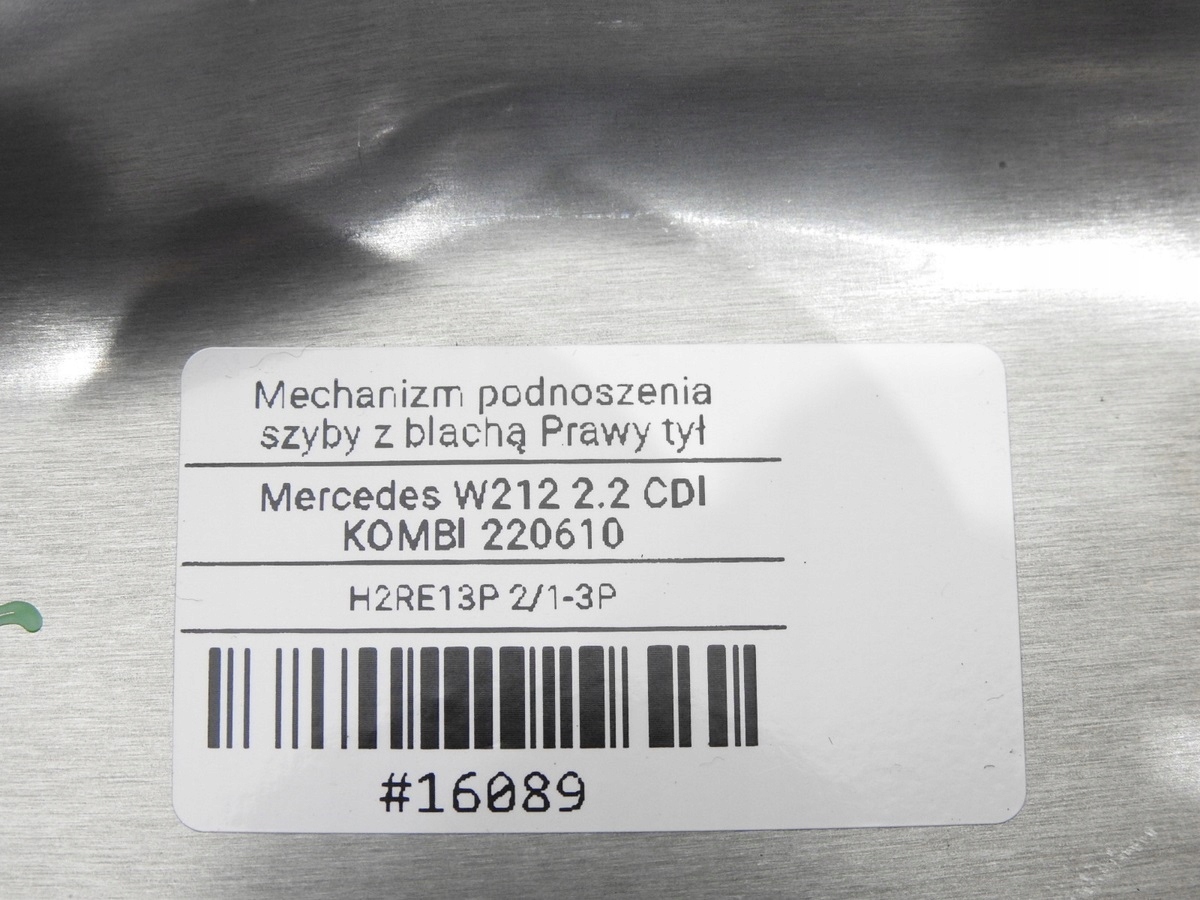 Mechanizm podnoszenia
szyby z blachą Prawy tył
Mercedes W212 2.2 CDI
KOMBI 220610
H2RE13P 2/1-3P
#16089